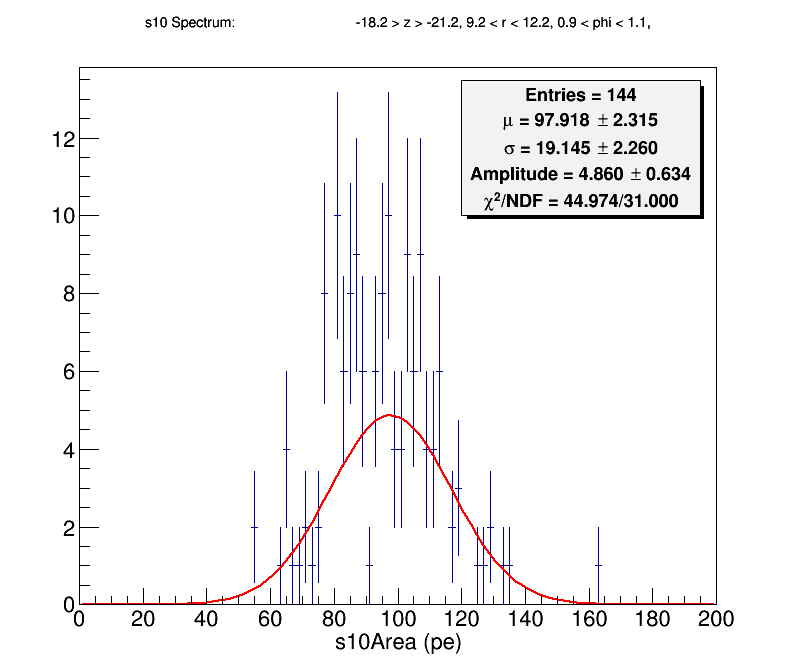 s10 Spectrum: -18.2 > z > -21.2, 9.2 < r < 12.2, 0.9 < phi < 1.1,
Entries = 144
μ = 97.918 ± 2.315
σ = 19.145 ± 2.260
Amplitude = 4.860 ± 0.634
χ²/NDF = 44.974/31.000
12
10
8
6
4
2
0
0 20 40 60 80 100 120 140 160 180 200
s10Area (pe)